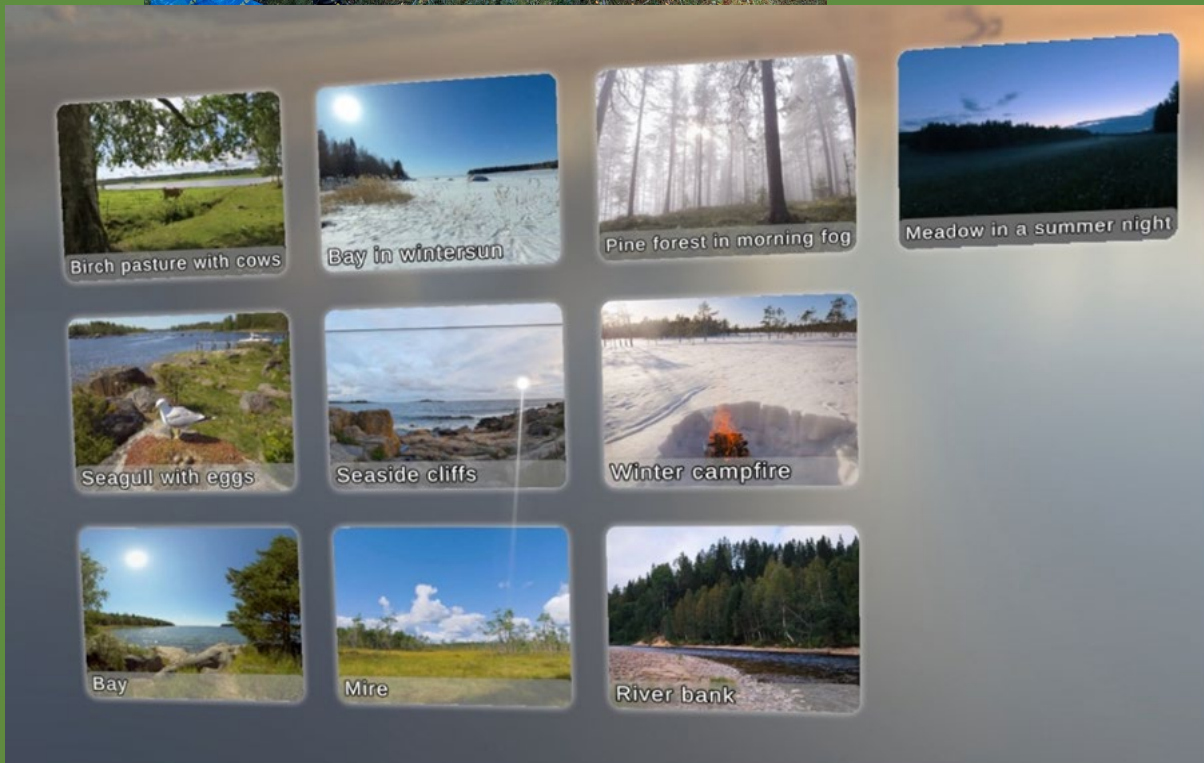 Birch pasture with cows
Bay in wintersun
Pine forest in morning fog
Meadow in a summer night
Seagull with eggs
Seaside cliffs
Winter campfire
Bay
Mire
River bank